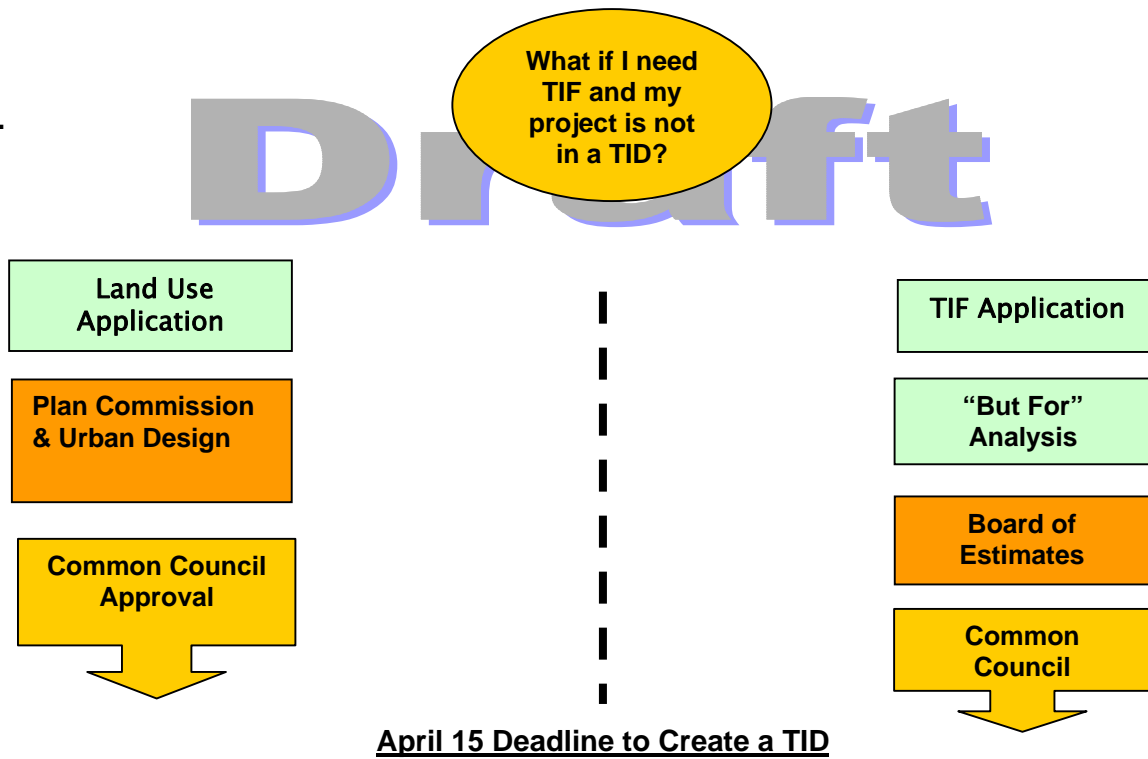 What if I need
TIF and my
project is not
in a TID?
Draft
Land Use
Application
Plan Commission
& Urban Design
Common Council
Approval
TIF Application
“But For”
Analysis
Board of
Estimates
Common
Council
April 15 Deadline to Create a TID